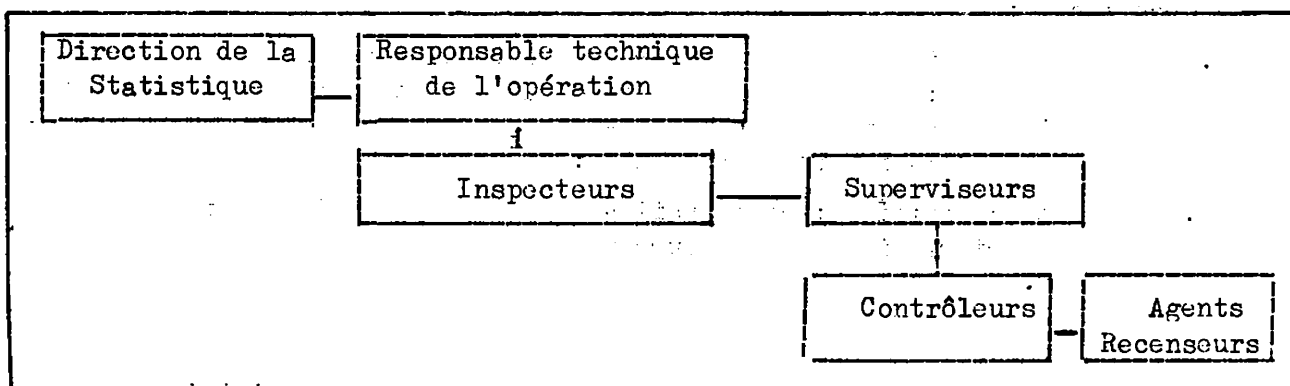 Direction de la
Statistique
Responsable technique
de l'opération
Inspecteurs
Superviseurs
Contrôleurs
Agents
Recenseurs